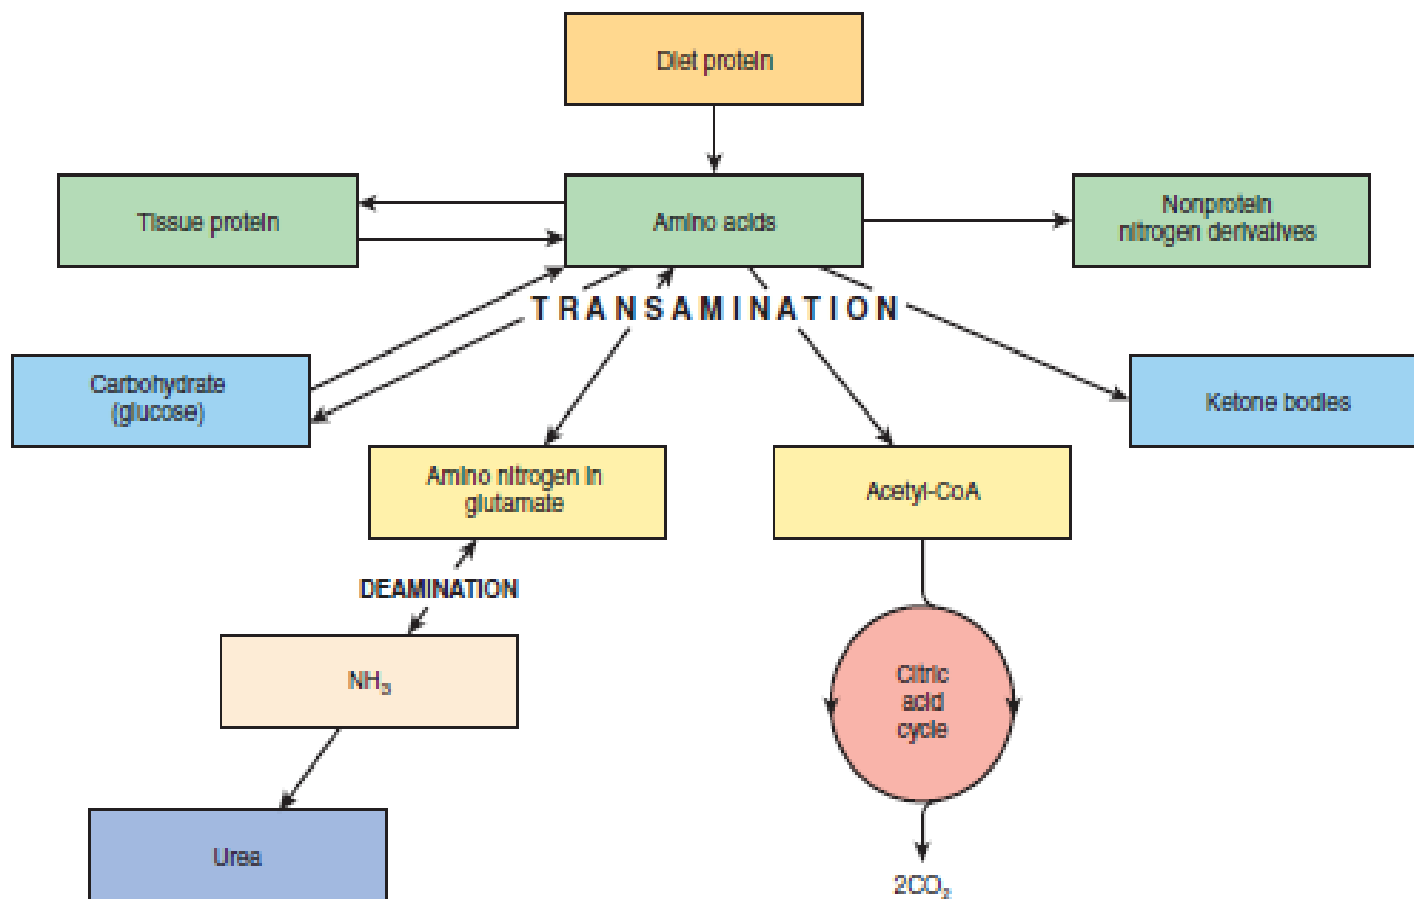 Diet protein
Tissue protein
Amino acids
Nonprotein
nitrogen derivatives
TRANSAMINATION
Carbohydrate
(glucose)
Ketone bodies
Amino nitrogen in
glutamate
Acetyl-CoA
DEAMINATION
NH₃
Citric
acid
cycle
Urea
2CO₂